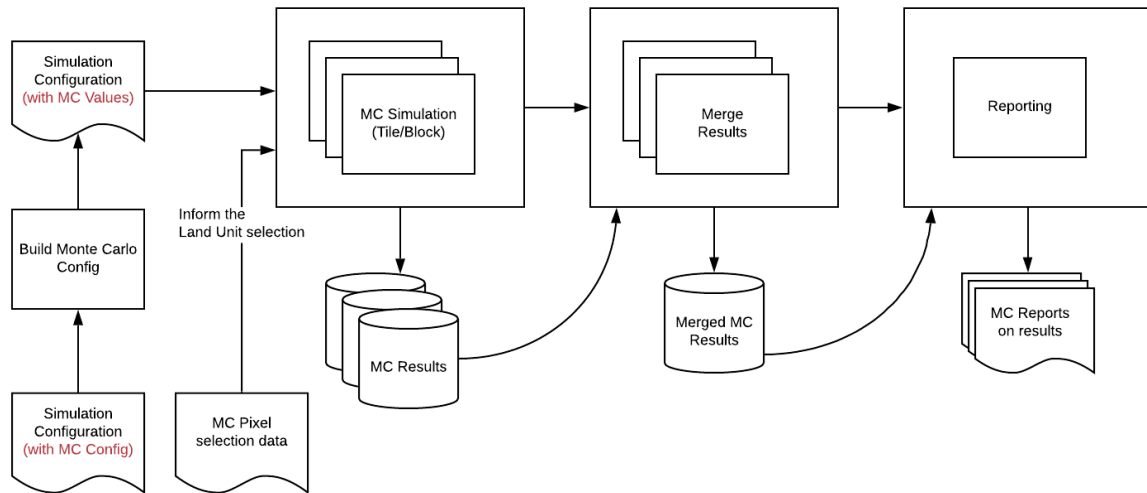 Simulation
Configuration
(with MC Values)
MC Simulation
(Tile/Block)
Merge
Results
Reporting
Inform the
Land Unit selection
Build Monte Carlo
Config
MC Results
Merged MC
Results
MC Reports
on results
Simulation
Configuration
(with MC Config)
MC Pixel
selection data